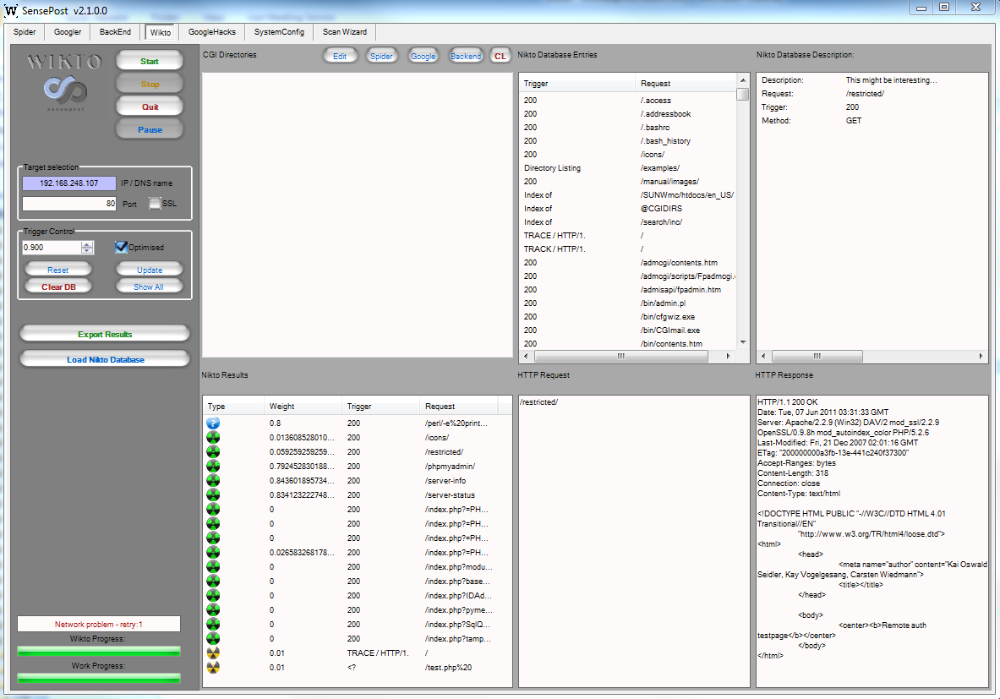 SensePost v2.1.0.0
Spider Googler BackEnd Wikto GoogleHacks SystemConfig Scan Wizard
WIKTO
sensepost
Start
Stop
Quit
Pause
Target selection
192.168.248.107 IP / DNS name
80 Port SSL
Trigger Control
0.900 Optimised
Reset Update
Clear DB Show All
Export Results
Load Nikto Database
Network problem - retry:1
Wikto Progress:
Work Progress:
CGI Directories Edit Spider Google Backend CL
Nikto Database Entries
Trigger Request
200 /.access
200 /.addressbook
200 /.bashrc
200 /.bash_history
200 /icons/
Directory Listing /examples/
200 /manual/images/
Index of /SUNWmc/htdocs/en_US/
Index of @CGIDIRS
Index of /search/inc/
TRACE / HTTP/1. /
TRACK / HTTP/1. /
200 /admcgi/contents.htm
200 /admcgi/scripts/Fpadmcgi.
200 /admisapi/fpadmin.htm
200 /bin/admin.pl
200 /bin/cfgwiz.exe
200 /bin/CGImail.exe
200 /bin/contents.htm
Nikto Database Description:
Description: This might be interesting...
Request: /restricted/
Trigger: 200
Method: GET
Nikto Results
Type Weight Trigger Request
0.8 200 /perl/-e%20print...
0.013608528010... 200 /icons/
0.059259259259... 200 /restricted/
0.792452830188... 200 /phpmyadmin/
0.843601895734... 200 /server-info
0.834123222748... 200 /server-status
0 200 /index.php?=PH...
0 200 /index.php?=PH...
0 200 /index.php?=PH...
0.026583268178... 200 /index.php?=PH...
0 200 /index.php?modu...
0 200 /index.php?base...
0 200 /index.php?IDAd...
0 200 /index.php?pyme...
0 200 /index.php?SqlQ...
0 200 /index.php?tamp...
0.01 TRACE / HTTP/1. /
0.01 <? /test.php%20
HTTP Request
/restricted/
HTTP Response
HTTP/1.1 200 OK
Date: Tue, 07 Jun 2011 03:31:33 GMT
Server: Apache/2.2.9 (Win32) DAV/2 mod_ssl/2.2.9
OpenSSL/0.9.8h mod_autoindex_color PHP/5.2.6
Last-Modified: Fri, 21 Dec 2007 02:01:16 GMT
ETag: "200000000a3fb-13e-441c240f37300"
Accept-Ranges: bytes
Content-Length: 318
Connection: close
Content-Type: text/html
<!DOCTYPE HTML PUBLIC "-//W3C//DTD HTML 4.01
Transitional//EN"
"http://www.w3.org/TR/html4/loose.dtd">
<html>
<head>
<meta name="author" content="Kai Oswald
Seidler, Kay Vogelgesang, Carsten Wiedmann">
<title></title>
</head>
<body>
<center><b>Remote auth
testpage</b></center>
</body>
</html>